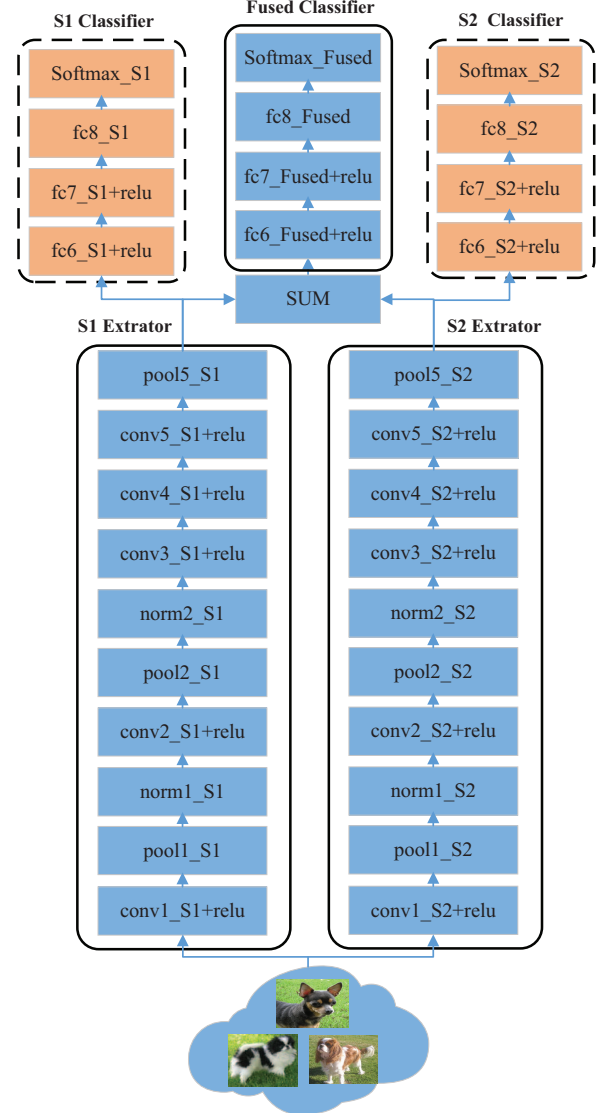 S1 Classifier
Fused Classifier
S2 Classifier
Softmax_S1
fc8_S1
fc7_S1+relu
fc6_S1+relu
Softmax_Fused
fc8_Fused
fc7_Fused+relu
fc6_Fused+relu
Softmax_S2
fc8_S2
fc7_S2+relu
fc6_S2+relu
SUM
S1 Extrator
pool5_S1
conv5_S1+relu
conv4_S1+relu
conv3_S1+relu
norm2_S1
pool2_S1
conv2_S1+relu
norm1_S1
pool1_S1
conv1_S1+relu
S2 Extrator
pool5_S2
conv5_S2+relu
conv4_S2+relu
conv3_S2+relu
norm2_S2
pool2_S2
conv2_S2+relu
norm1_S2
pool1_S2
conv1_S2+relu